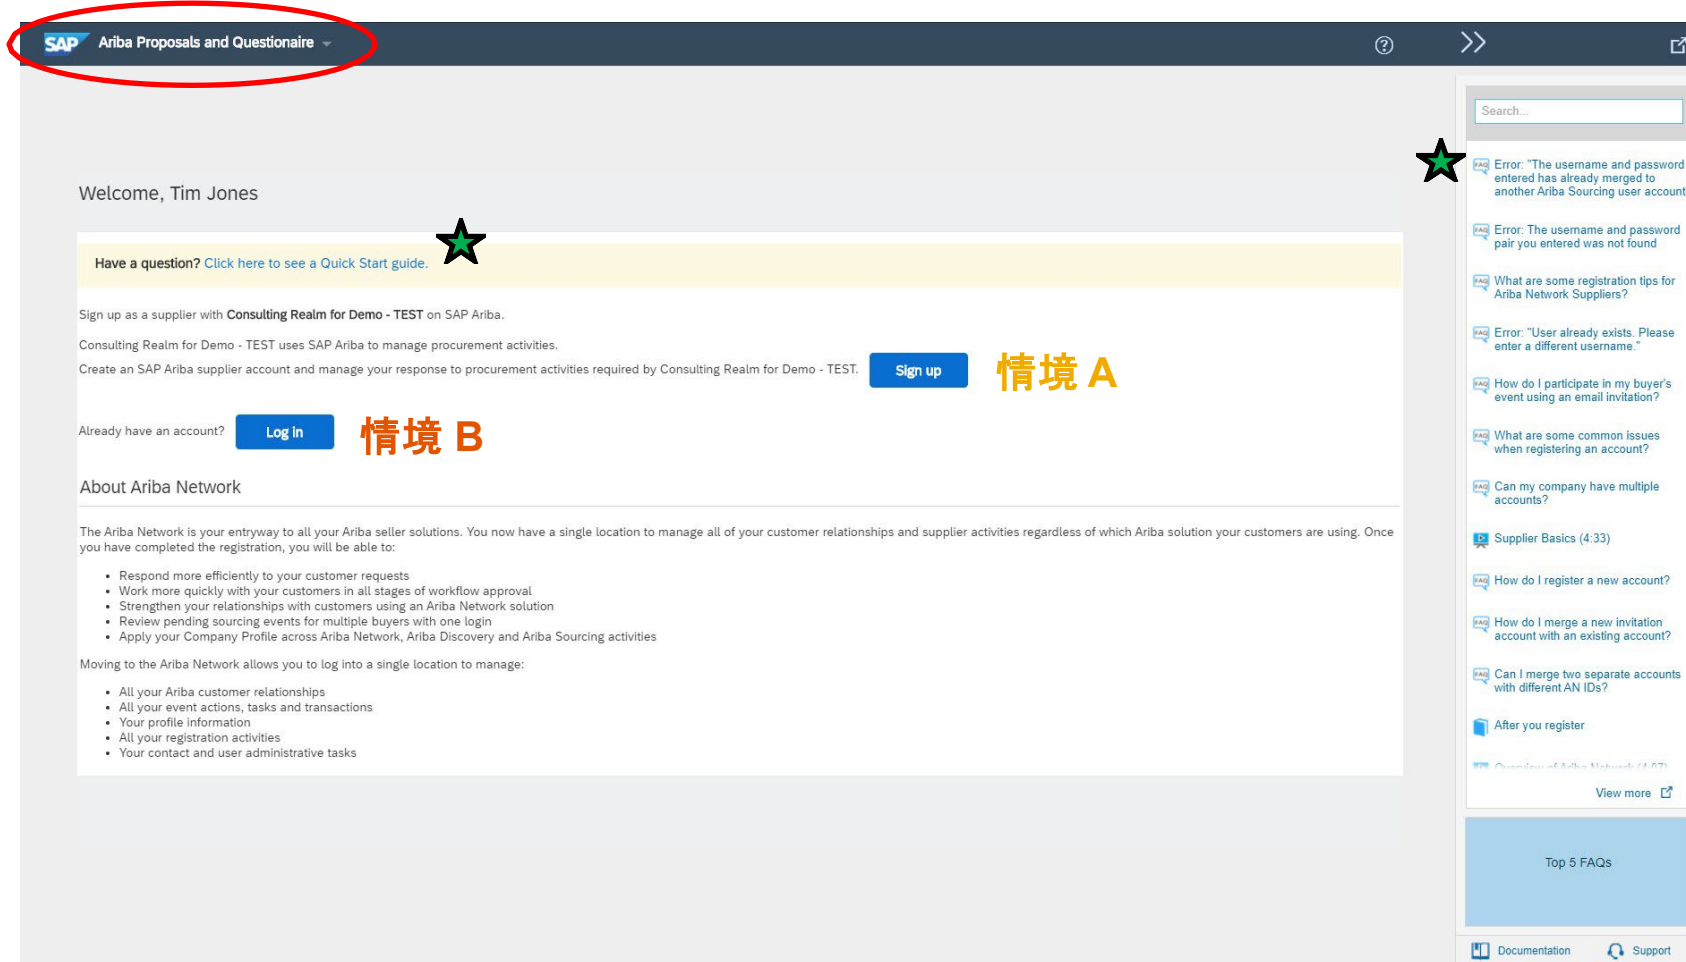 SAP Ariba Proposals and Questionaire
Search...
Welcome, Tim Jones
Have a question? Click here to see a Quick Start guide.
Sign up as a supplier with Consulting Realm for Demo - TEST on SAP Ariba.
Consulting Realm for Demo - TEST uses SAP Ariba to manage procurement activities.
Create an SAP Ariba supplier account and manage your response to procurement activities required by Consulting Realm for Demo - TEST. Sign up 情境 A
Already have an account? Log in 情境 B
About Ariba Network
The Ariba Network is your entryway to all your Ariba seller solutions. You now have a single location to manage all of your customer relationships and supplier activities regardless of which Ariba solution your customers are using. Once
you have completed the registration, you will be able to:
• Respond more efficiently to your customer requests
• Work more quickly with your customers in all stages of workflow approval
• Strengthen your relationships with customers using an Ariba Network solution
• Review pending sourcing events for multiple buyers with one login
• Apply your Company Profile across Ariba Network, Ariba Discovery and Ariba Sourcing activities
Moving to the Ariba Network allows you to log into a single location to manage:
• All your Ariba customer relationships
• All your event actions, tasks and transactions
• Your profile information
• All your registration activities
• Your contact and user administrative tasks
FAQ Error: "The username and password
entered has already merged to
another Ariba Sourcing user account
FAQ Error: The username and password
pair you entered was not found
FAQ What are some registration tips for
Ariba Network Suppliers?
FAQ Error: "User already exists. Please
enter a different username."
FAQ How do I participate in my buyer's
event using an email invitation?
FAQ What are some common issues
when registering an account?
FAQ Can my company have multiple
accounts?
Supplier Basics (4:33)
FAQ How do I register a new account?
FAQ How do I merge a new invitation
account with an existing account?
FAQ Can I merge two separate accounts
with different AN IDs?
After you register
Overview of Ariba Network
View more
Top 5 FAQs
Documentation Support